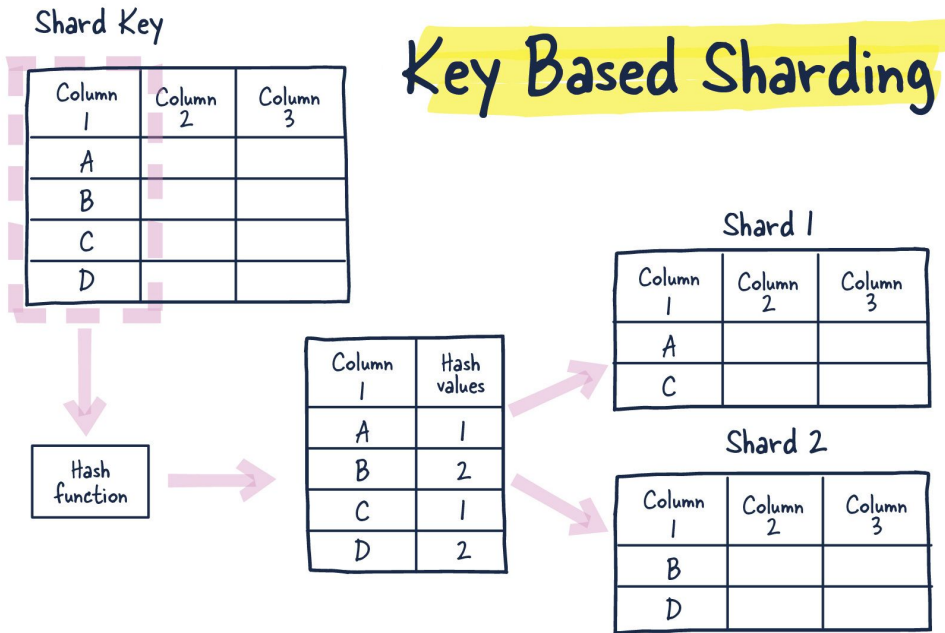 Shard Key
Key Based Sharding
Column 1
Column 2
Column 3
A
B
C
D
Hash
function
Column 1
Hash values
A 1
B 2
C 1
D 2
Shard 1
Column 1
Column 2
Column 3
A
C
Shard 2
Column 1
Column 2
Column 3
B
D